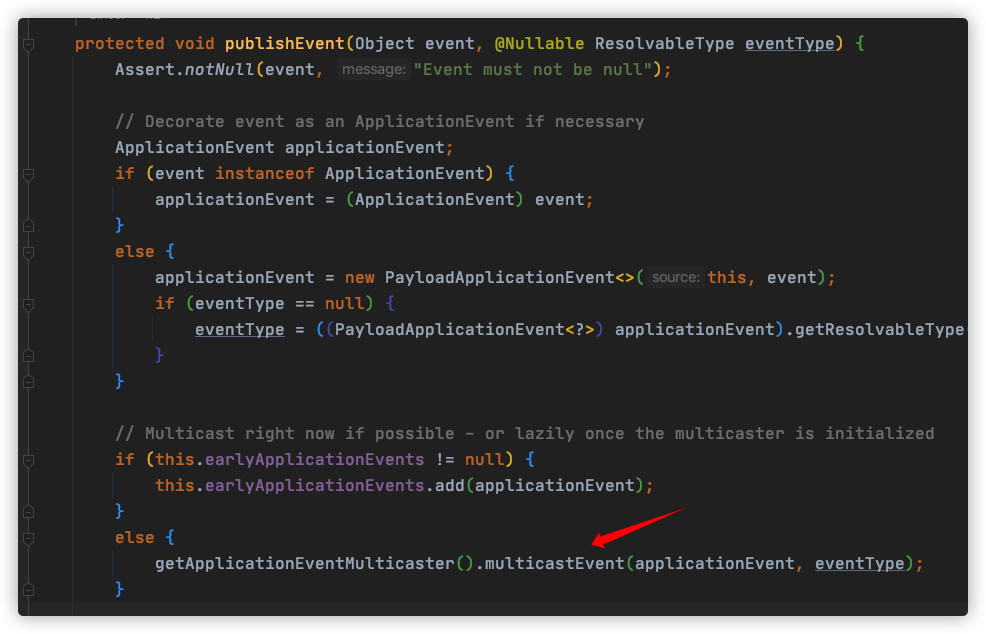 protected void publishEvent(Object event, @Nullable ResolvableType eventType) {
Assert.notNull(event, message: "Event must not be null");
// Decorate event as an ApplicationEvent if necessary
ApplicationEvent applicationEvent;
if (event instanceof ApplicationEvent) {
applicationEvent = (ApplicationEvent) event;
}
else {
applicationEvent = new PayloadApplicationEvent<>( source: this, event);
if (eventType == null) {
eventType = ((PayloadApplicationEvent<?>) applicationEvent).getResolvableType
}
}
// Multicast right now if possible - or lazily once the multicaster is initialized
if (this.earlyApplicationEvents != null) {
this.earlyApplicationEvents.add(applicationEvent);
}
else {
getApplicationEventMulticaster().multicastEvent(applicationEvent, eventType);
}